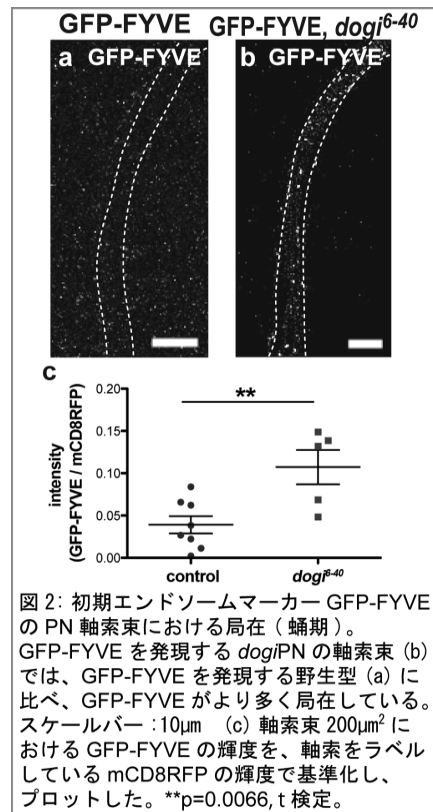 GFP-FYVE GFP-FYVE, dogi6-40
a GFP-FYVE b GFP-FYVE
c
**
0.20
0.15
0.10
0.05
0.00
intensity
(GFP-FYVE / mCD8RFP)
control dogi6-40
図 2: 初期エンドソームマーカー GFP-FYVE
の PN 軸索束における局在 ( 蛹期 )。
GFP-FYVE を発現する dogiPN の軸索束 (b)
では、GFP-FYVE を発現する野生型 (a) に
比べ、GFP-FYVE がより多く局在している。
スケールバー :10μm (c) 軸索束 200μm2 に
おける GFP-FYVE の輝度を、軸索をラベル
している mCD8RFP の輝度で基準化し、
プロットした。**p=0.0066, t 検定。